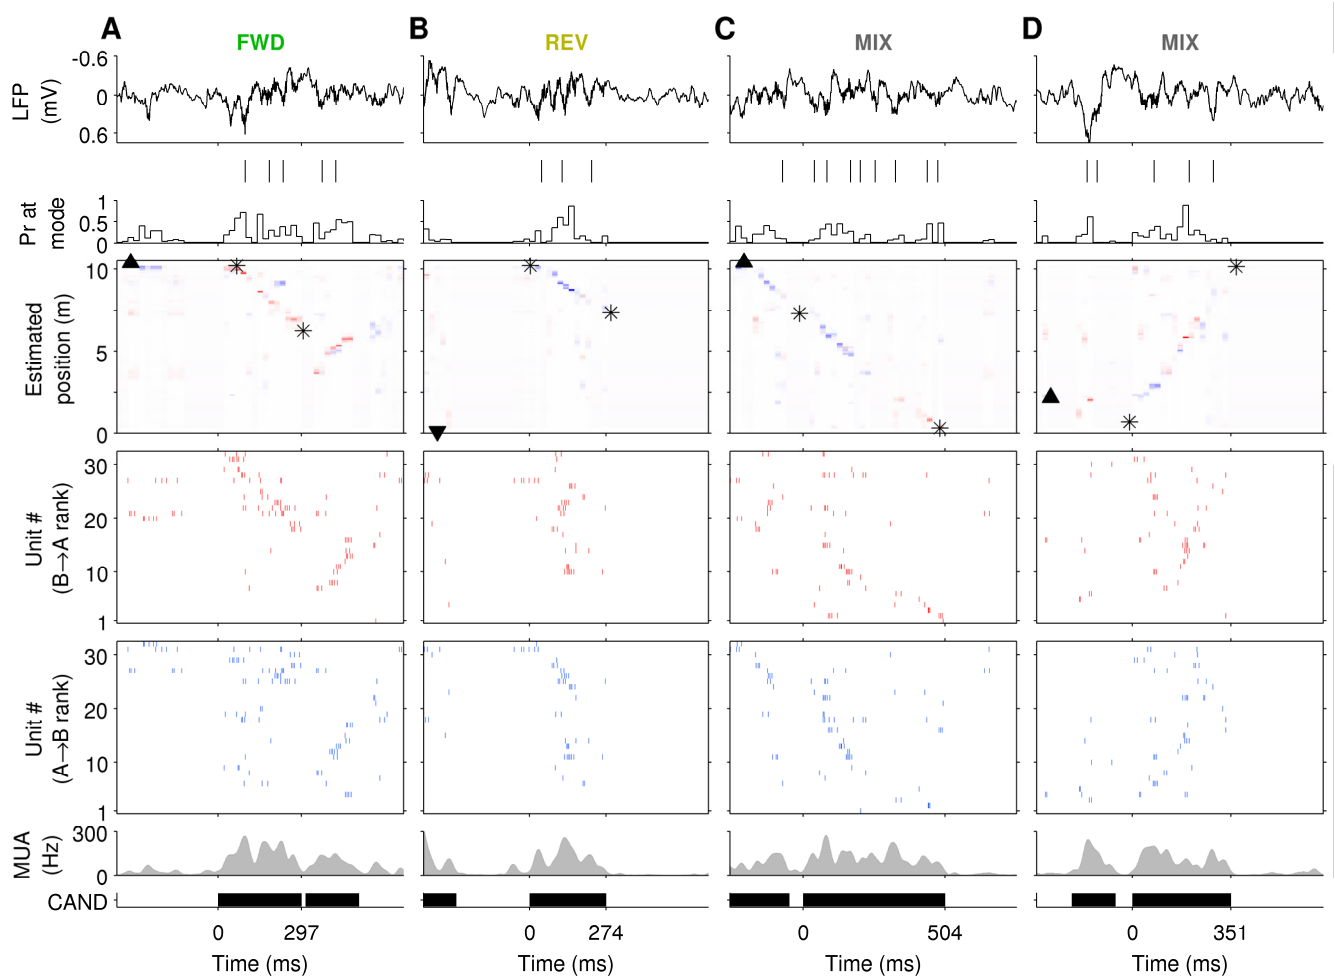 A
B
C
D
FWD
REV
MIX
MIX
LFP
(mV)
-0.6
0
0.6
Pr at
mode
1
0.5
0
Estimated
position (m)
10
5
0
Unit #
(B→A rank)
30
20
10
1
Unit #
(A→B rank)
30
20
10
1
MUA
(Hz)
300
0
CAND
0 297
0 274
0 504
0 351
Time (ms)
Time (ms)
Time (ms)
Time (ms)